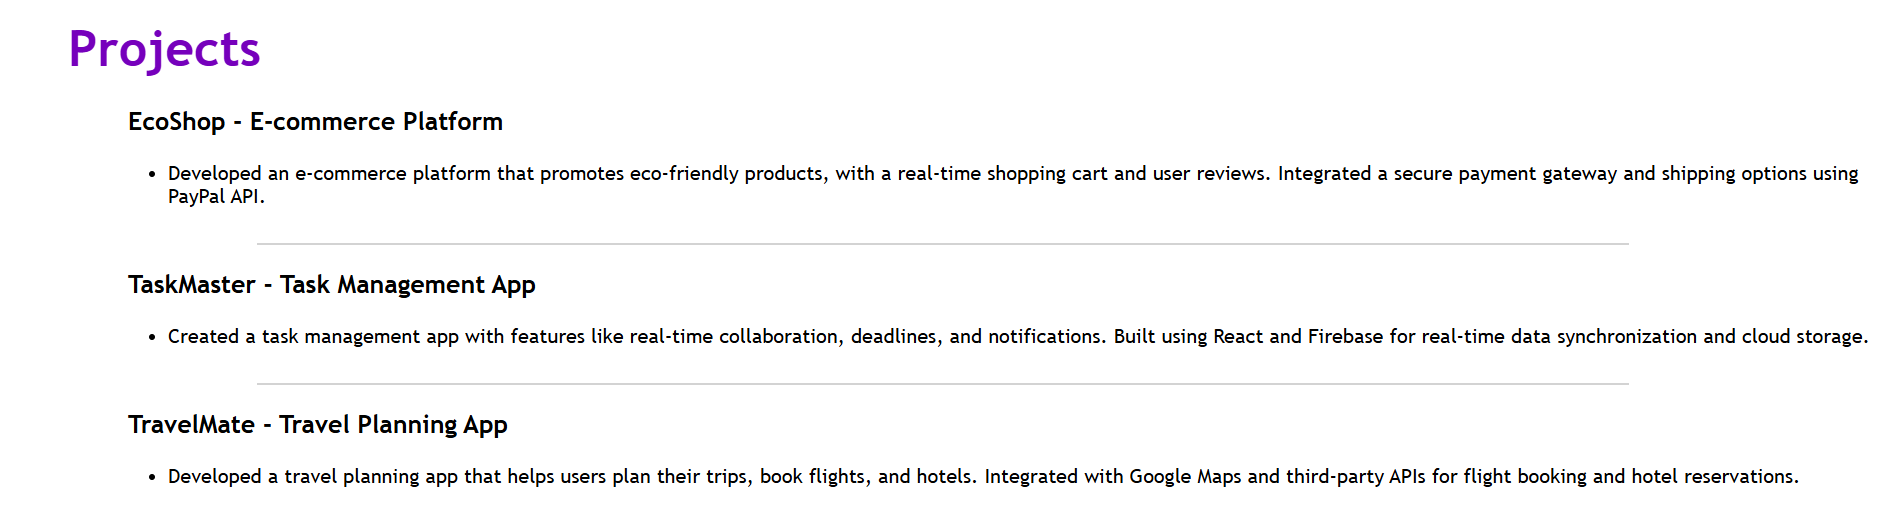 Projects
EcoShop - E-commerce Platform
• Developed an e-commerce platform that promotes eco-friendly products, with a real-time shopping cart and user reviews. Integrated a secure payment gateway and shipping options using
PayPal API.
TaskMaster - Task Management App
• Created a task management app with features like real-time collaboration, deadlines, and notifications. Built using React and Firebase for real-time data synchronization and cloud storage.
TravelMate - Travel Planning App
• Developed a travel planning app that helps users plan their trips, book flights, and hotels. Integrated with Google Maps and third-party APIs for flight booking and hotel reservations.